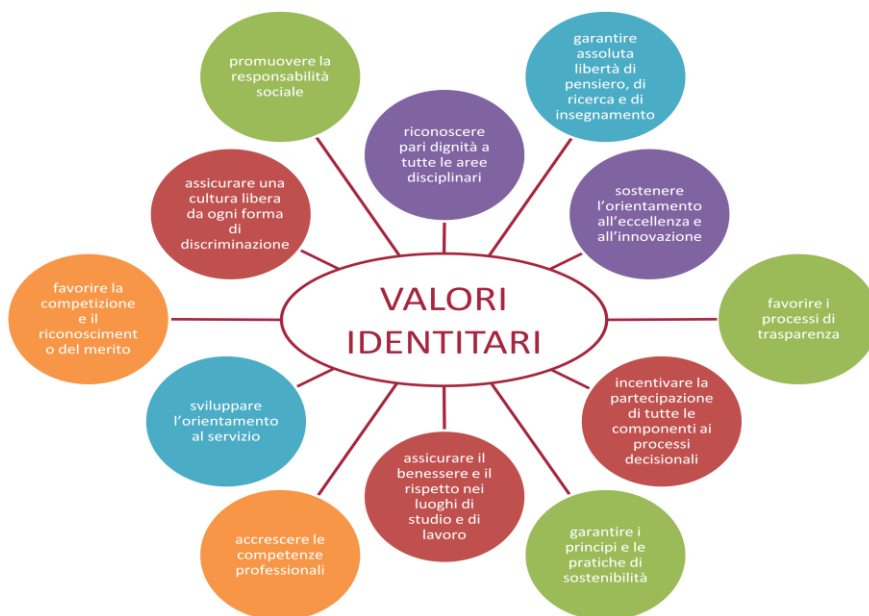 promuovere la
responsabilità
sociale
garantire
assoluta
libertà di
pensiero, di
ricerca e di
insegnamento
riconoscere
pari dignità a
tutte le aree
disciplinari
assicurare una
cultura libera
da ogni forma
di
discriminazione
sostenere
l'orientamento
all'eccellenza e
all'innovazione
favorire la
competizione
e il
riconosciment
o del merito
VALORI
IDENTITARI
favorire i
processi di
trasparenza
sviluppare
l'orientamento
al servizio
incentivare la
partecipazione
di tutte le
componenti ai
processi
decisionali
assicurare il
benessere e il
rispetto nei
luoghi di
studio e di
lavoro
accrescere le
competenze
professionali
garantire i
principi e le
pratiche di
sostenibilità